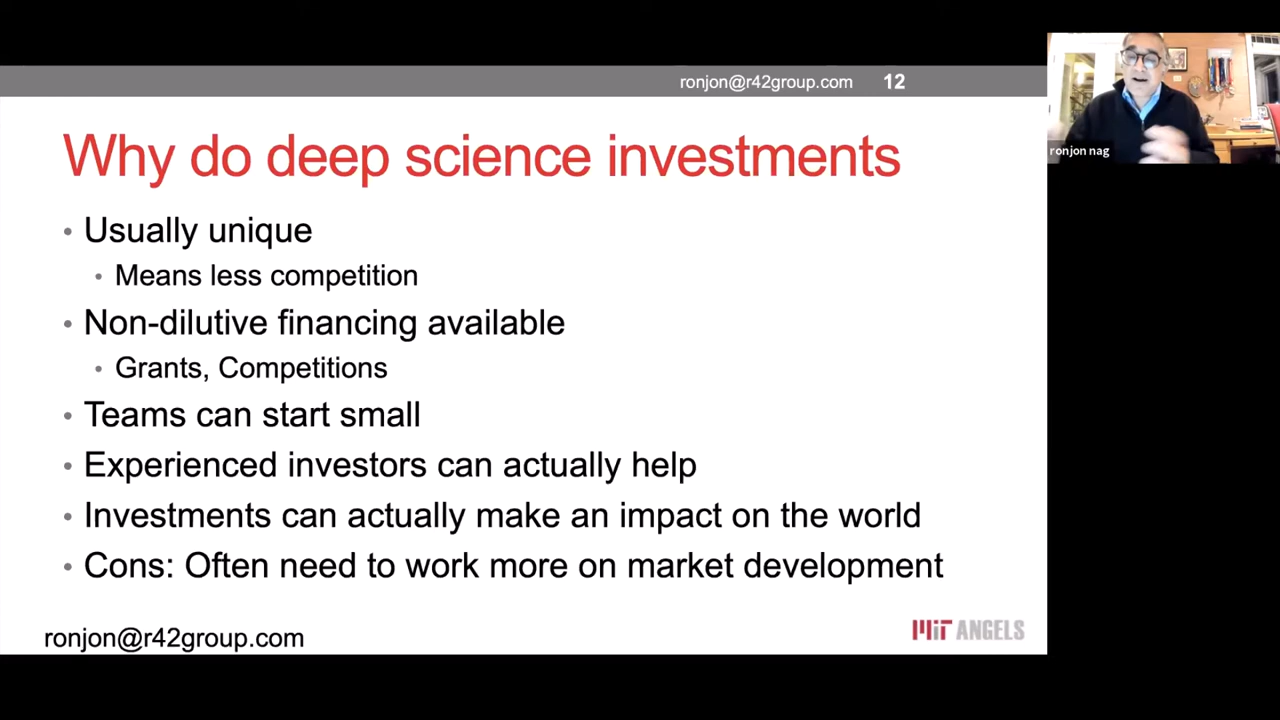 ronjon@r42group.com 12
Why do deep science investments
• Usually unique
• Means less competition
• Non-dilutive financing available
• Grants, Competitions
• Teams can start small
• Experienced investors can actually help
• Investments can actually make an impact on the world
• Cons: Often need to work more on market development
ronjon@r42group.com
MIT ANGELS
ronjon nag